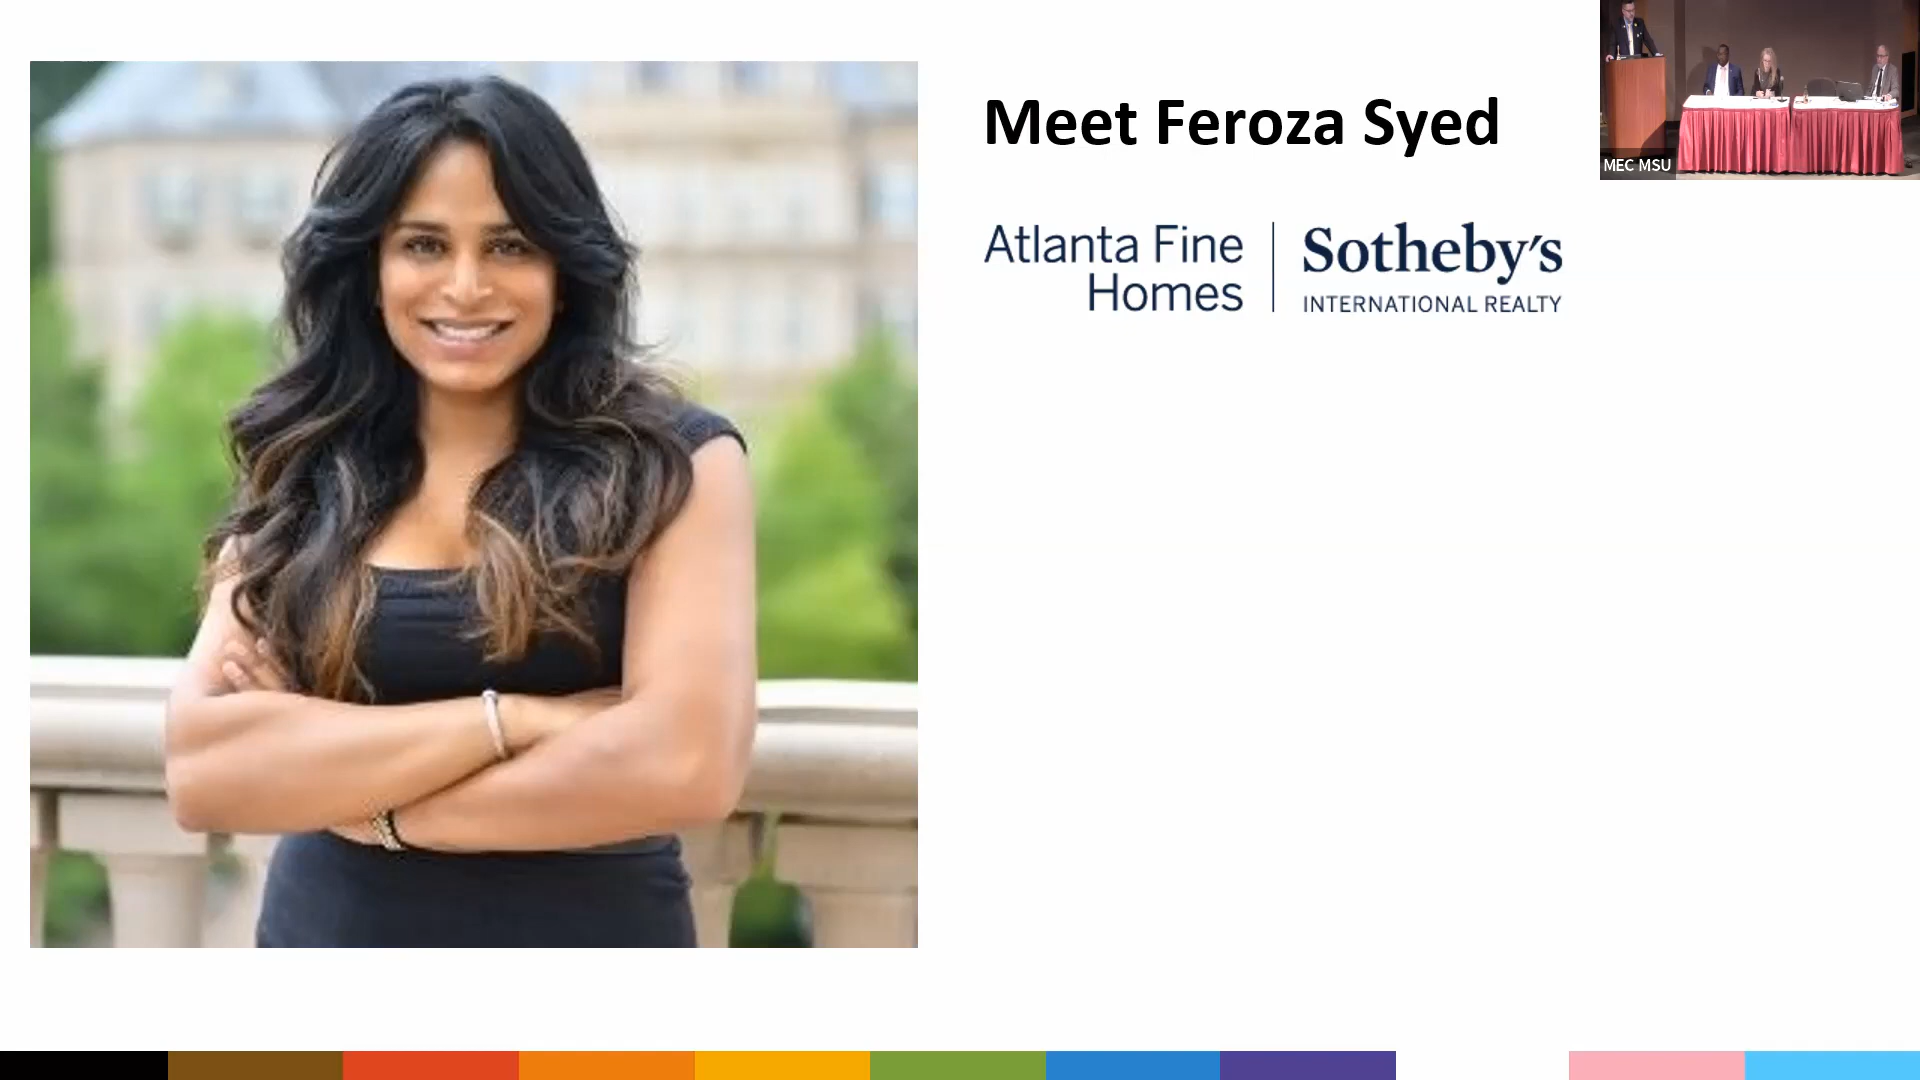 Meet Feroza Syed
MEC MSU
Atlanta Fine
Homes
Sotheby's
INTERNATIONAL REALTY